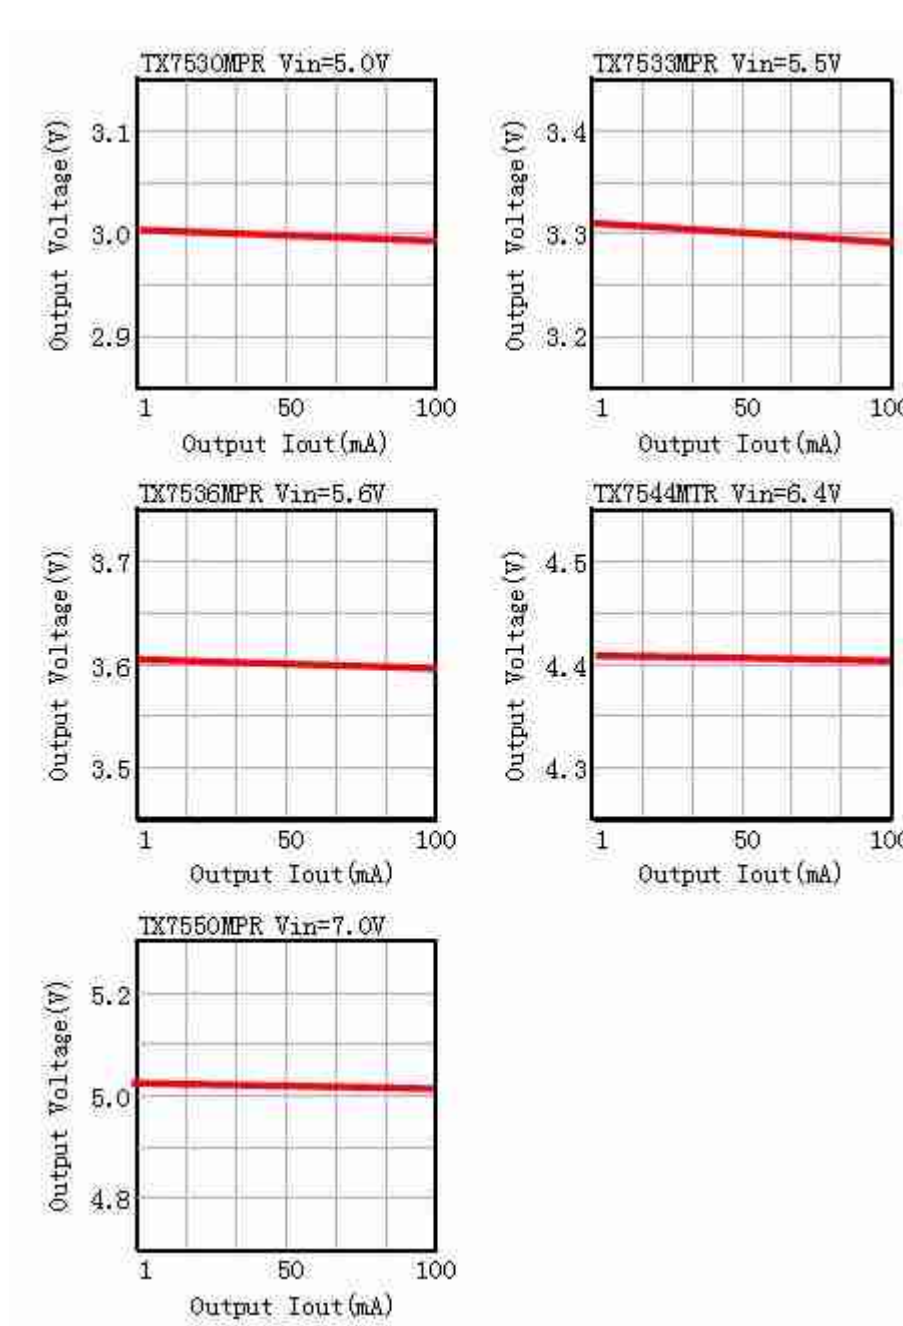 TX7530MPR Vin=5.0V
Output Voltage(V)
3.1
3.0
2.9
1 50 100
Output Iout(mA)
TX7533MPR Vin=5.5V
Output Voltage(V)
3.4
3.3
3.2
1 50 100
Output Iout(mA)
TX7536MPR Vin=5.6V
Output Voltage(V)
3.7
3.6
3.5
1 50 100
Output Iout(mA)
TX7544MTR Vin=6.4V
Output Voltage(V)
4.5
4.4
4.3
1 50 100
Output Iout(mA)
TX7550MPR Vin=7.0V
Output Voltage(V)
5.2
5.0
4.8
1 50 100
Output Iout(mA)